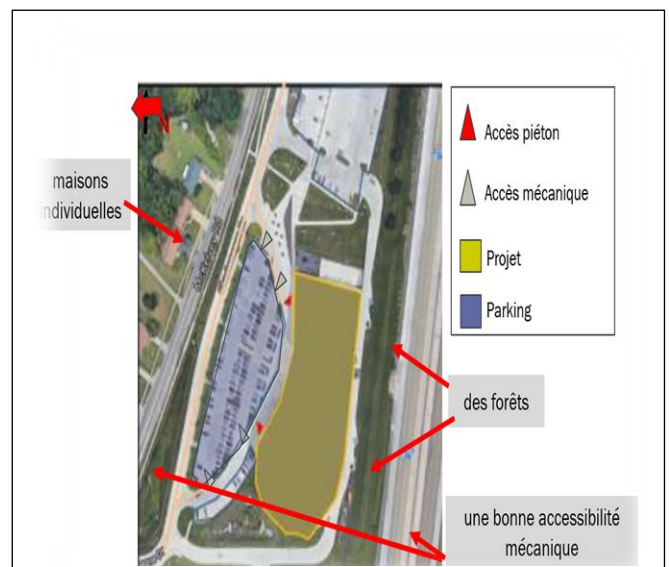 N
Accès piéton
maisons
individuelles
Accès mécanique
Projet
Parking
des forêts
une bonne accessibilité
mécanique